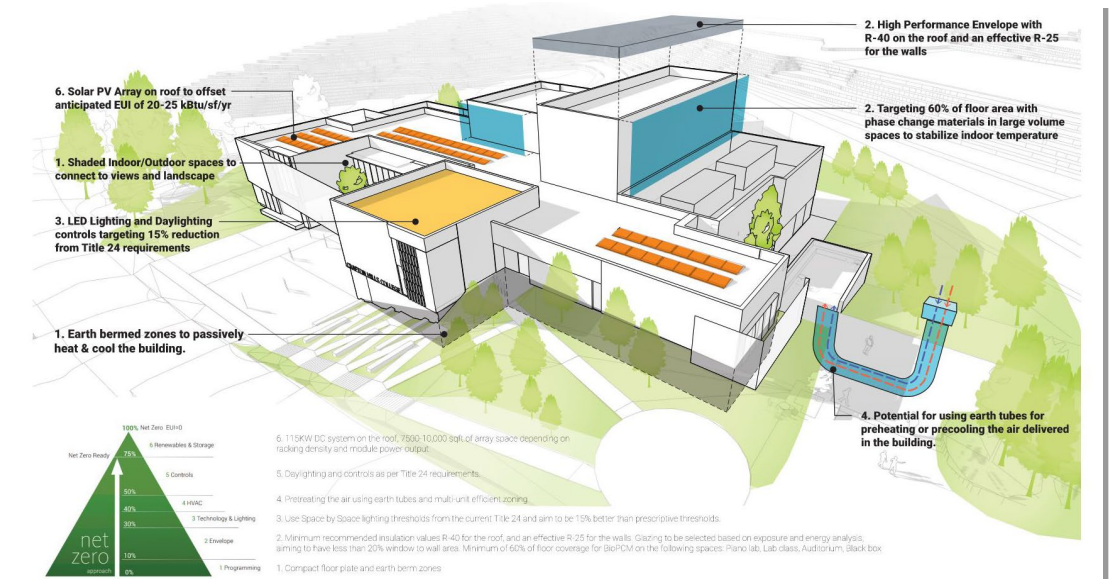 2. High Performance Envelope with
R-40 on the roof and an effective R-25
for the walls
6. Solar PV Array on roof to offset
anticipated EUI of 20-25 kBtu/sf/yr
2. Targeting 60% of floor area with
phase change materials in large volume
spaces to stabilize indoor temperature
1. Shaded Indoor/Outdoor spaces to
connect to views and landscape
3. LED Lighting and Daylighting
controls targeting 15% reduction
from Title 24 requirements
1. Earth bermed zones to passively
heat & cool the building.
4. Potential for using earth tubes for
preheating or precooling the air delivered
in the building.
100% Net Zero EUI=0
6 Renewables & Storage
Net Zero Ready
75%
5 Controls
50%
4 HVAC
40%
3 Technology & Lighting
30%
2 Envelope
10%
1 Programming
0%
net
zero
approach
6. 115KW DC system on the roof, 7500-10,000 sqft of array space depending on
racking density and module power output
5. Daylighting and controls as per Title 24 requirements.
4. Pretreating the air using earth tubes and multi-unit efficient zoning.
3. Use Space by Space lighting thresholds from the current Title 24 and aim to be 15% better than prescriptive thresholds.
2. Minimum recommended insulation values R-40 for the roof, and an effective R-25 for the walls. Glazing to be selected based on exposure and energy analysis,
aiming to have less than 20% window to wall area. Minimum of 60% of floor coverage for BioPCM on the following spaces: Piano lab, Lab class, Auditorium, Black box
1. Compact floor plate and earth berm zones